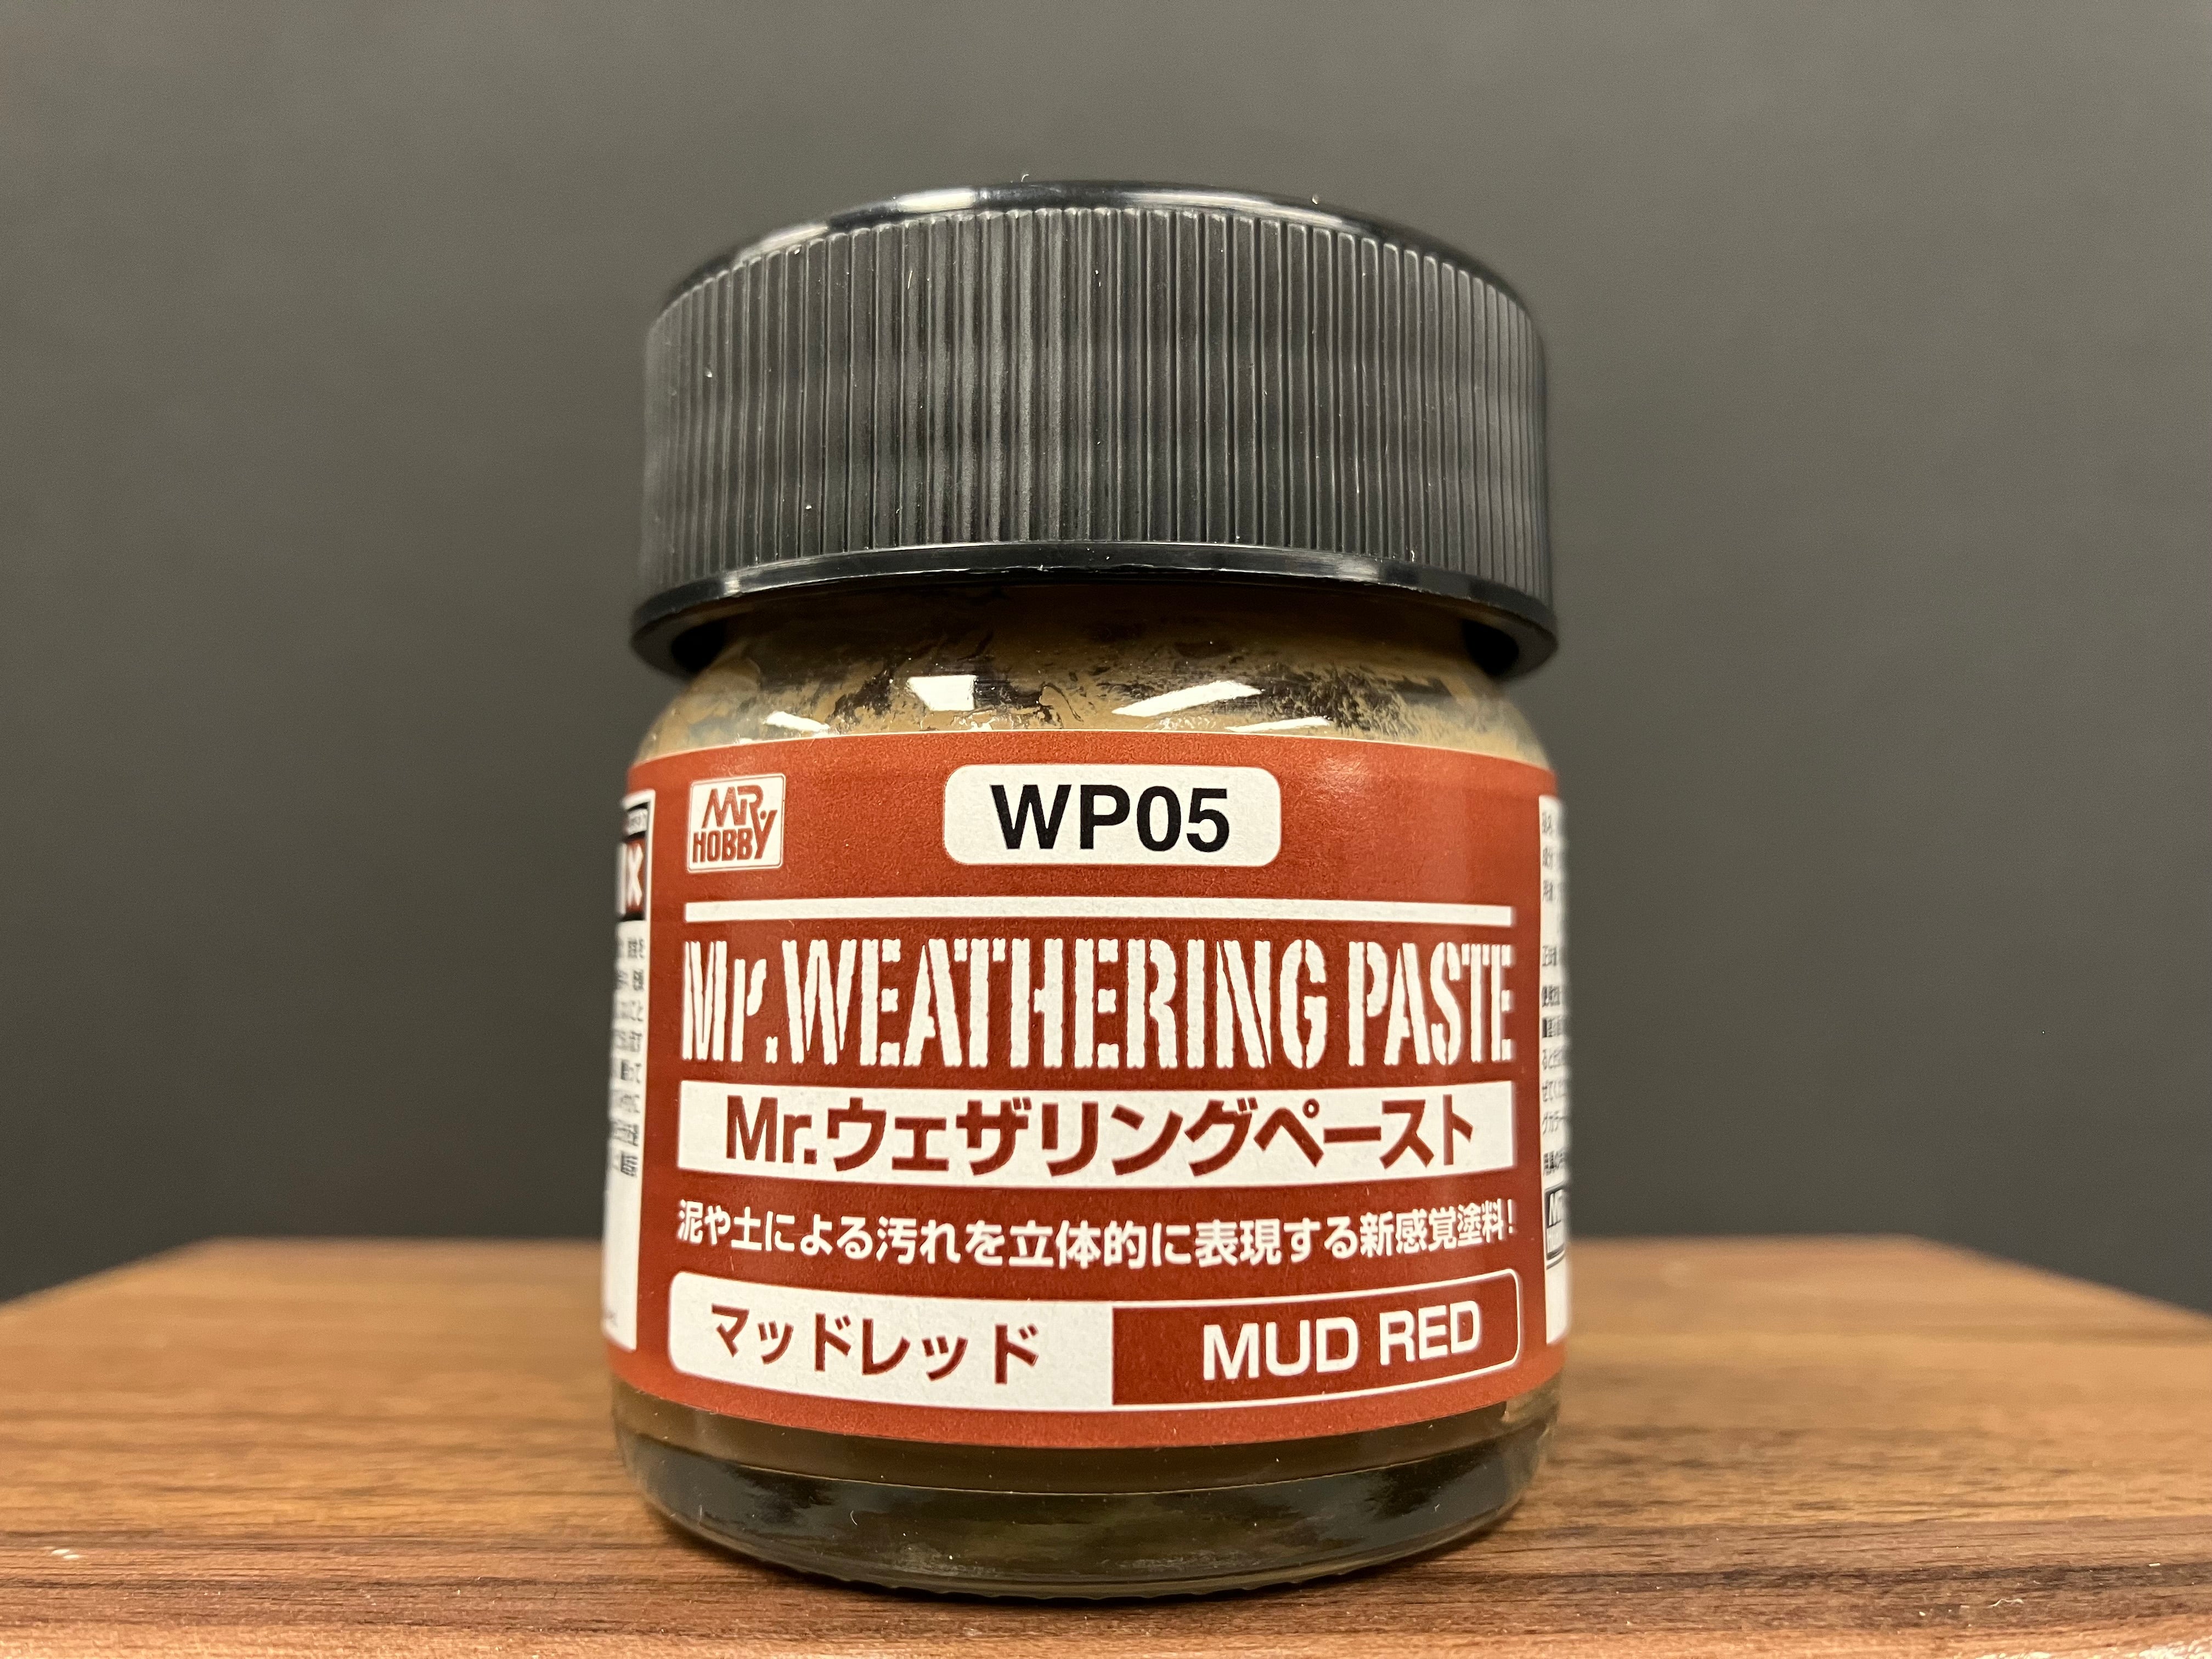 MR HOBBY
WP05
Mr.WEATHERING PASTE
Mr.ウェザリングペースト
泥や土による汚れを立体的に表現する新感覚塗料!
マッドレッド
MUD RED